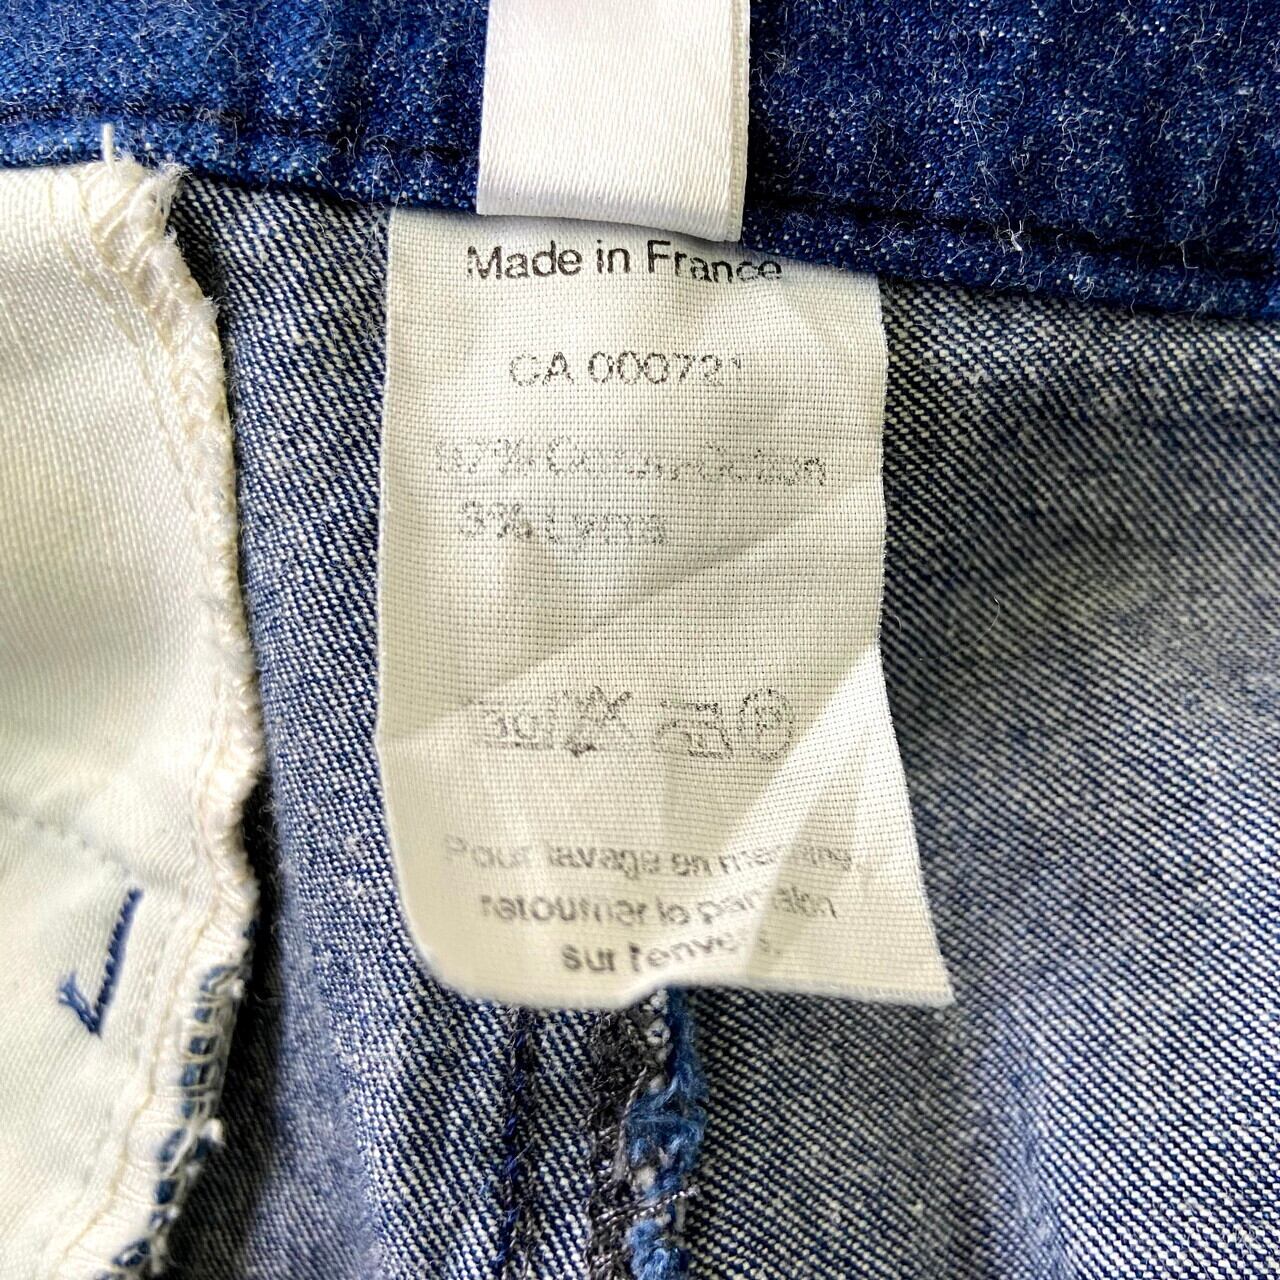 Made in France
CA 000721
97% Coton-Cotton
3% Lycra
30 P
Pour lavage en machine,
retourner le pantalon
sur l'envers.